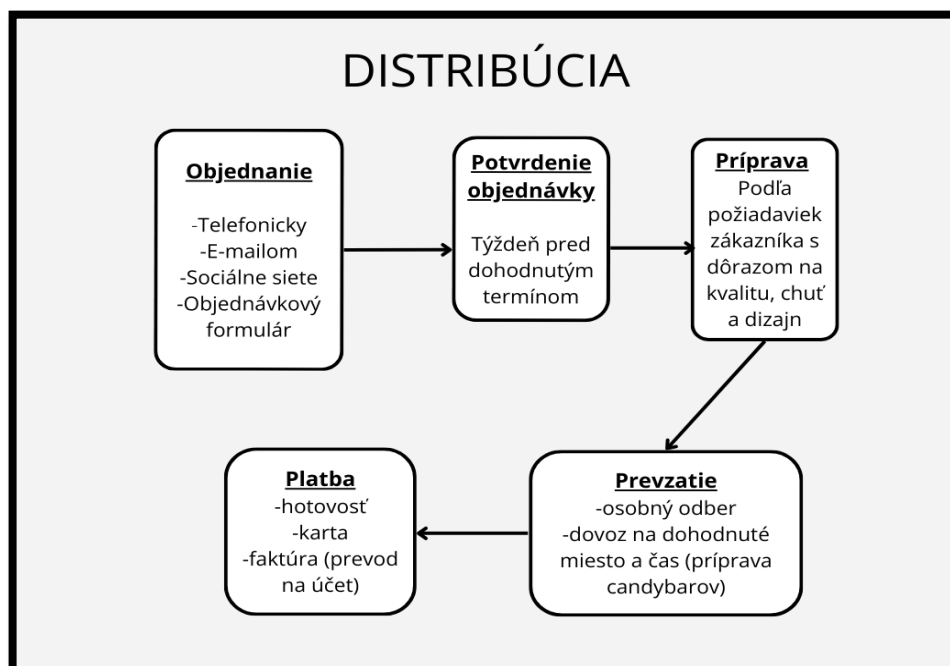 DISTRIBÚCIA
Objednanie
-Telefonicky
-E-mailom
-Sociálne siete
-Objednávkový
formulár
Potvrdenie
objednávky
Týždeň pred
dohodnutým
termínom
Príprava
Podľa
požiadaviek
zákazníka s
dôrazom na
kvalitu, chuť
a dizajn
Prevzatie
-osobný odber
-dovoz na dohodnuté
miesto a čas (príprava
candybarov)
Platba
-hotovosť
-karta
-faktúra (prevod
na účet)